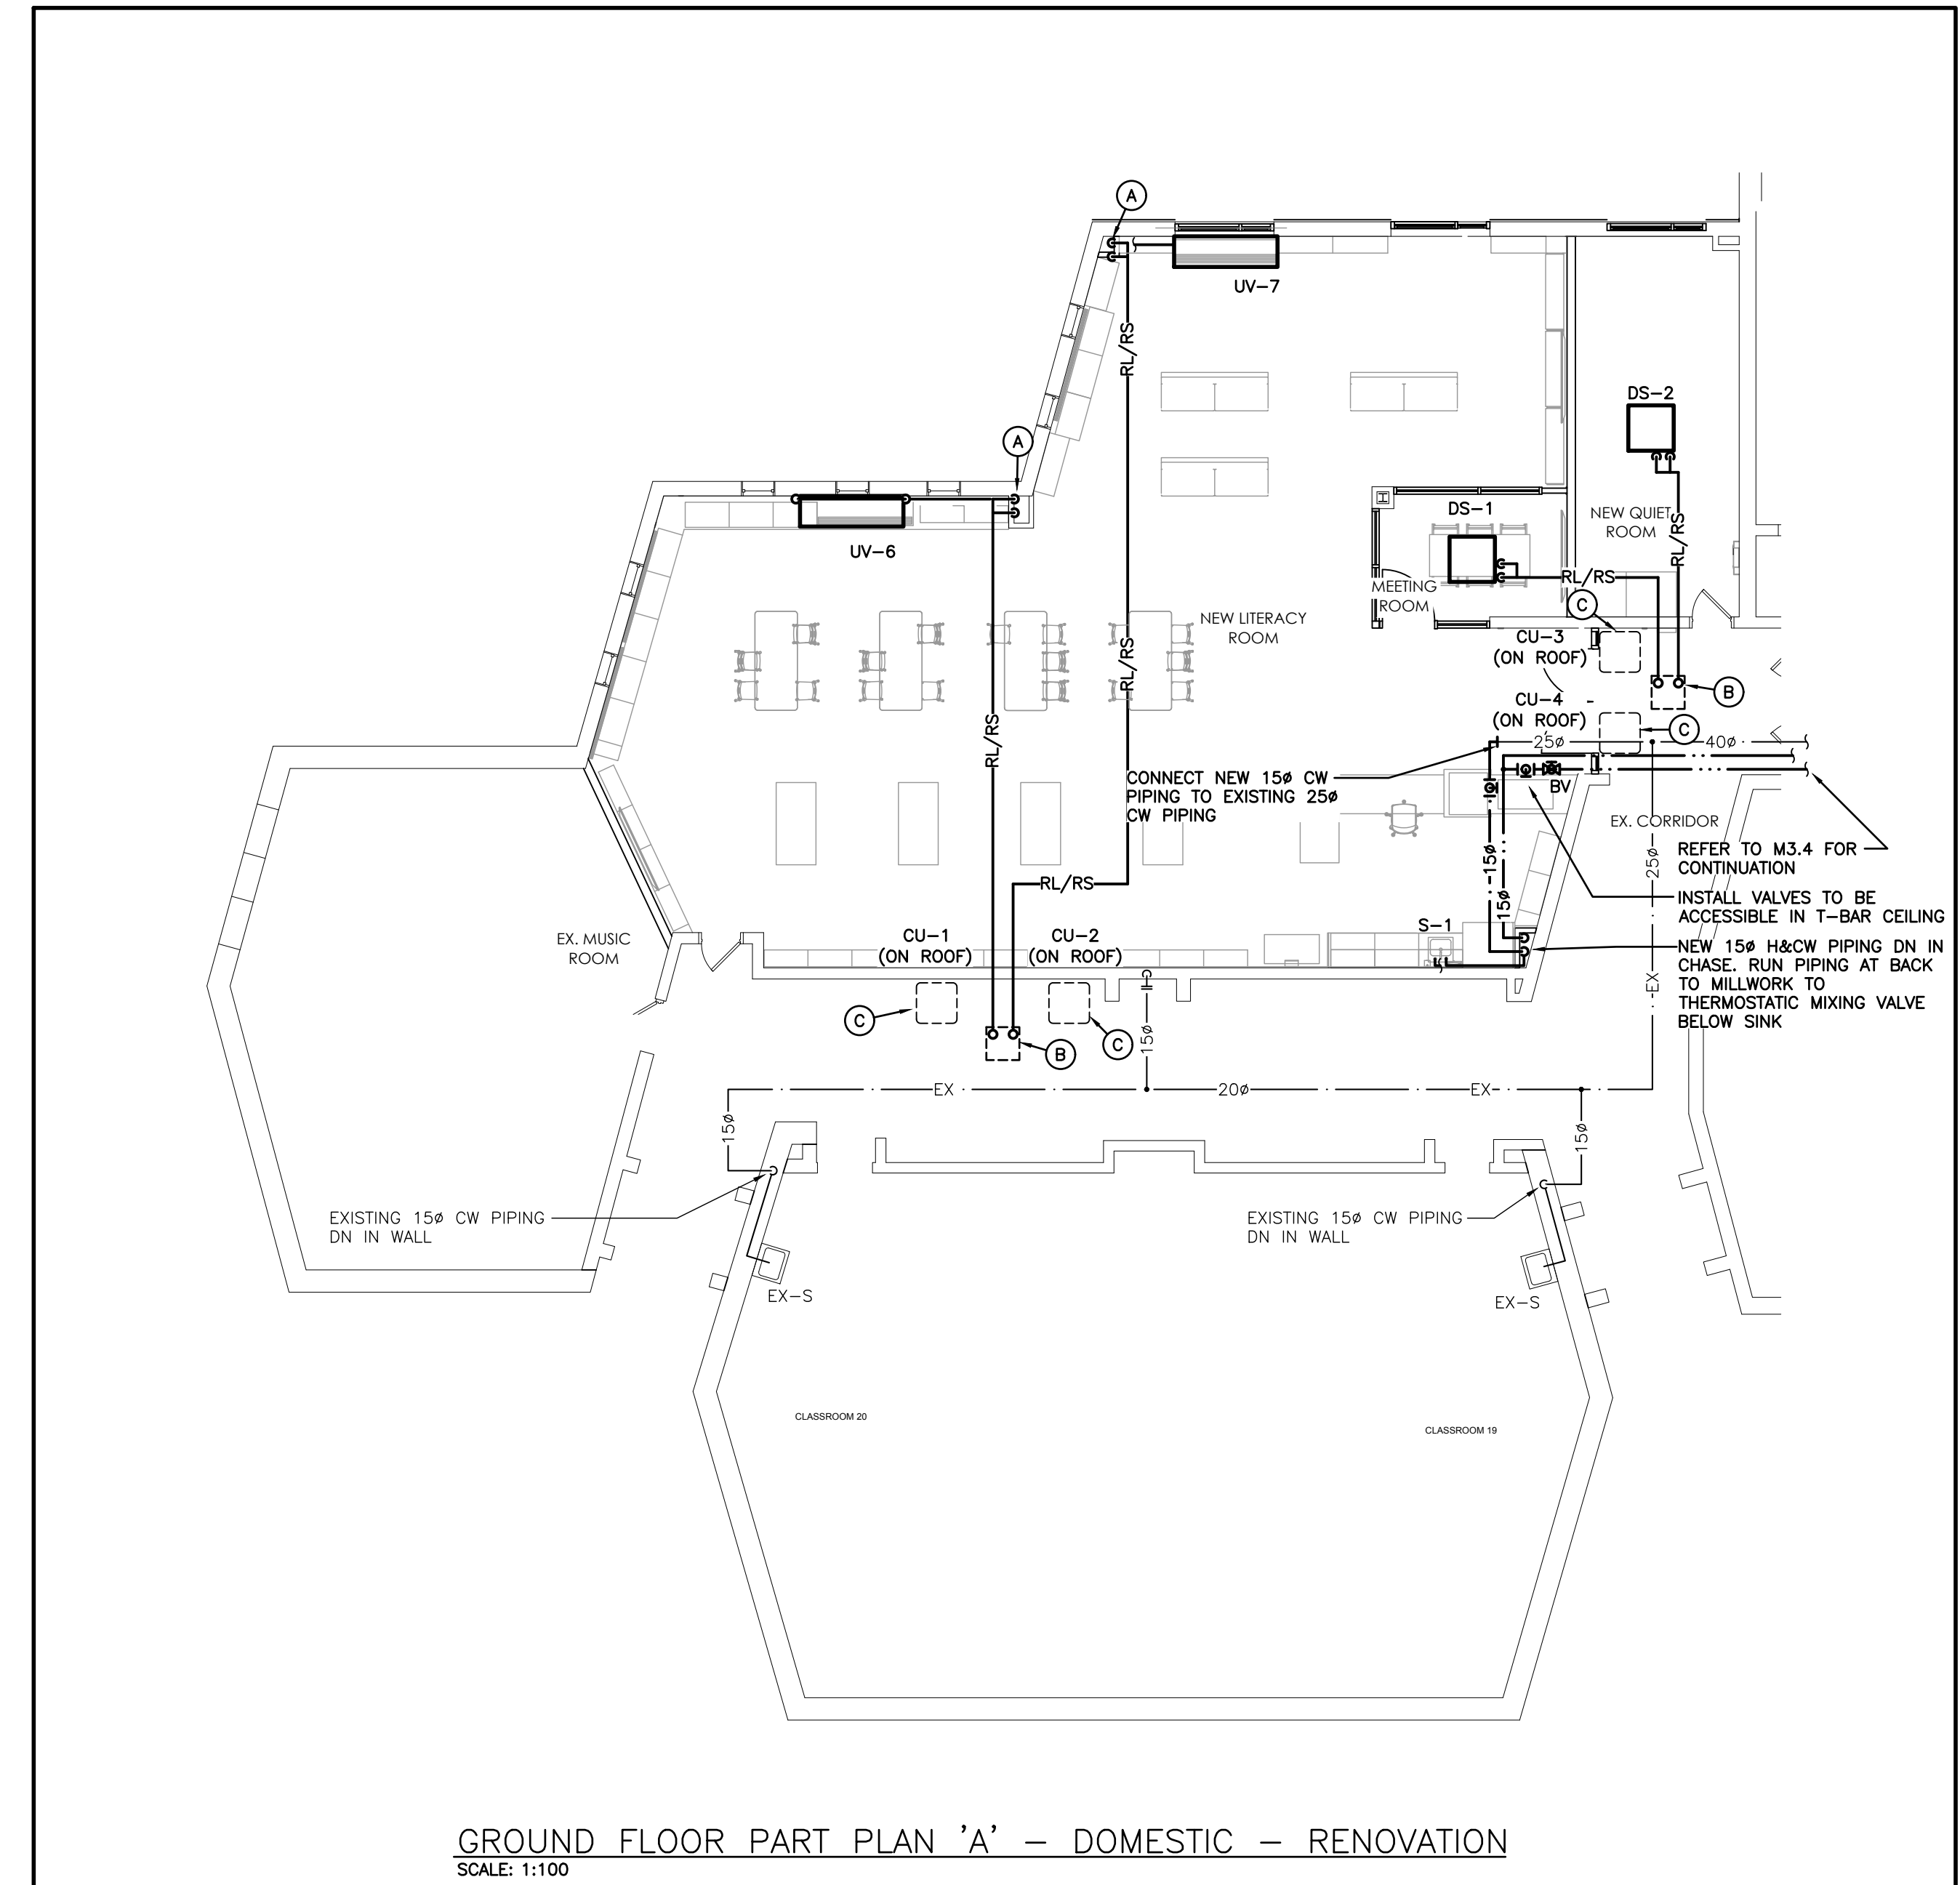 A
UV-7
RL/RS
DS-2
A
DS-1
NEW QUIET
ROOM
RL/RS
UV-6
RL/RS
MEETING
ROOM
C
NEW LITERACY
ROOM
CU-3
(ON ROOF)
RL/RS
B
CU-4
(ON ROOF)
C
RL/RS
25ø
40ø
CONNECT NEW 15ø CW
PIPING TO EXISTING 25ø
CW PIPING
BV
EX. CORRIDOR
15ø
25ø
REFER TO M3.4 FOR
CONTINUATION
RL/RS
15ø
INSTALL VALVES TO BE
ACCESSIBLE IN T-BAR CEILING
S-1
EX. MUSIC
ROOM
CU-1
(ON ROOF)
CU-2
(ON ROOF)
NEW 15ø H&CW PIPING DN IN
CHASE. RUN PIPING AT BACK
TO MILLWORK TO
THERMOSTATIC MIXING VALVE
BELOW SINK
EX
C
B
C
15ø
EX
20ø
EX
15ø
15ø
EXISTING 15ø CW PIPING
DN IN WALL
EXISTING 15ø CW PIPING
DN IN WALL
EX-S
EX-S
CLASSROOM 20
CLASSROOM 19
GROUND FLOOR PART PLAN 'A' - DOMESTIC - RENOVATION
SCALE: 1:100